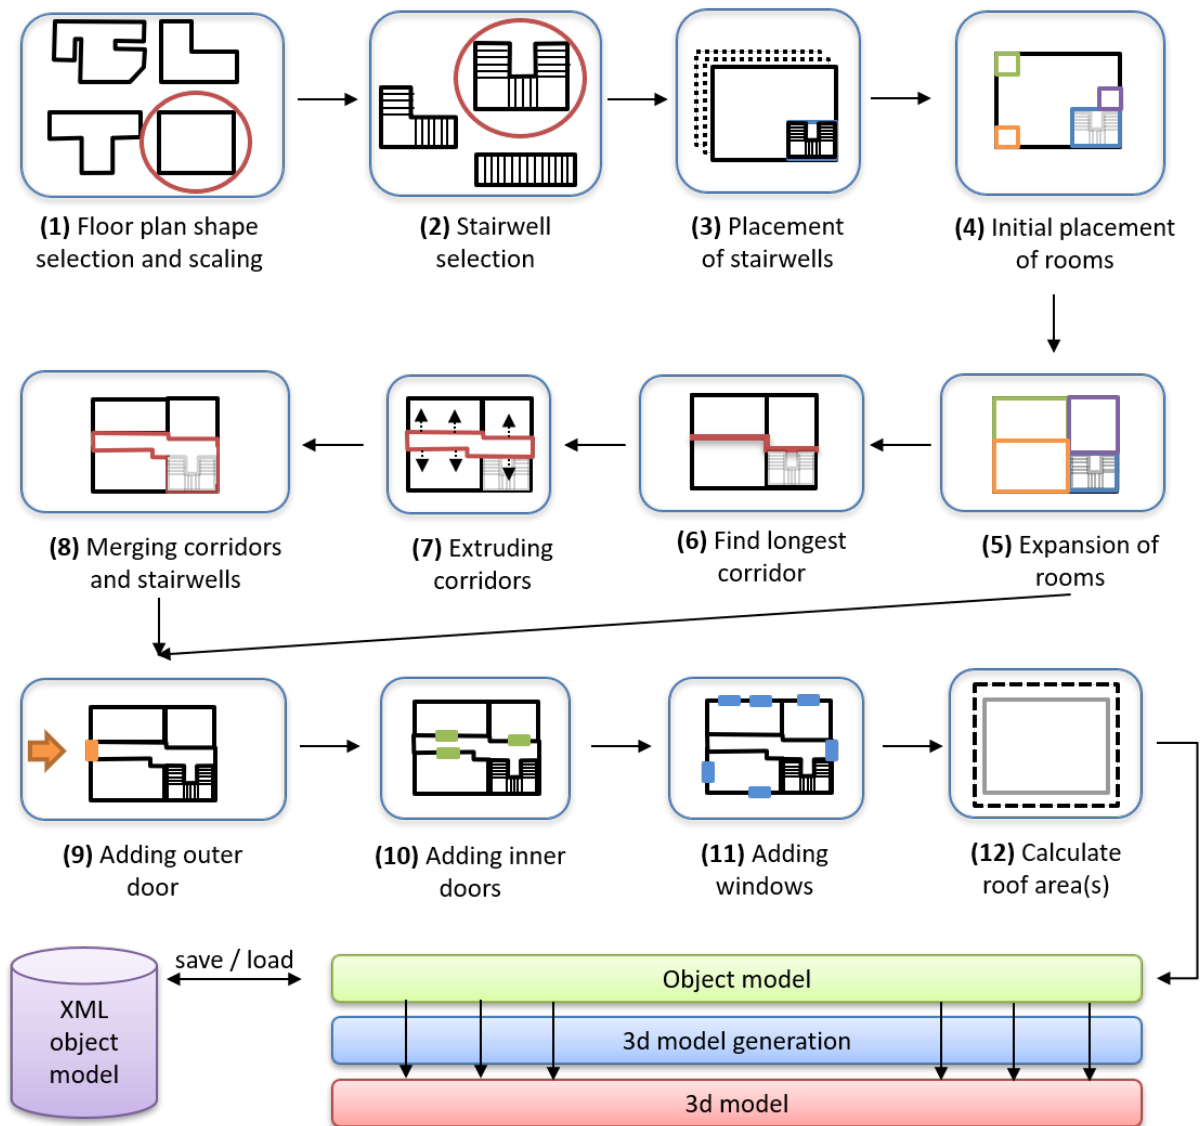 (1) Floor plan shape
selection and scaling
(2) Stairwell
selection
(3) Placement
of stairwells
(4) Initial placement
of rooms
(8) Merging corridors
and stairwells
(7) Extruding
corridors
(6) Find longest
corridor
(5) Expansion of
rooms
(9) Adding outer
door
(10) Adding inner
doors
(11) Adding
windows
(12) Calculate
roof area(s)
save / load
XML
object
model
Object model
3d model generation
3d model